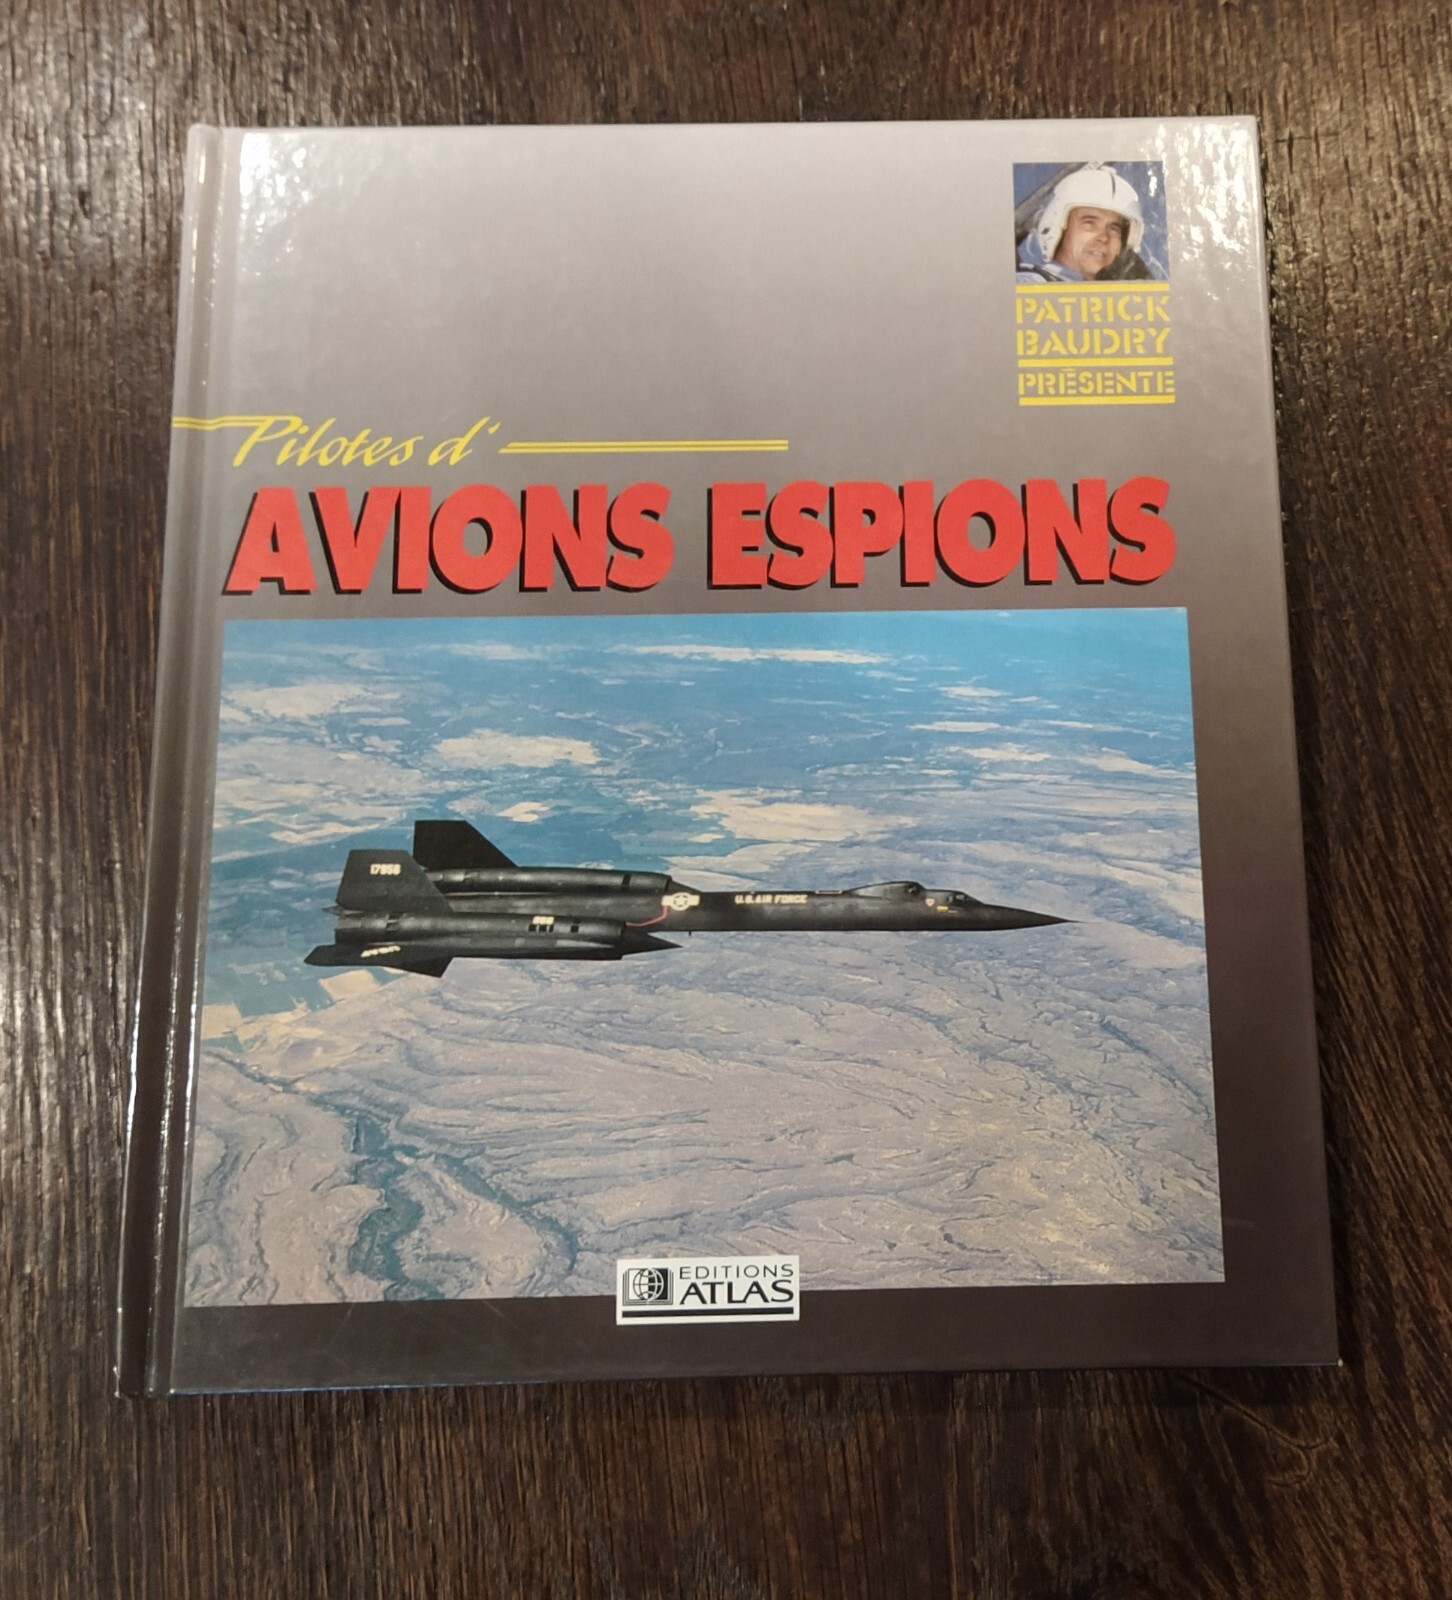 PATRICK
BAUDRY
PRÉSENTE
Pilotes d'
AVIONS ESPIONS
17958
U.S. AIR FORCE
EDITIONS
ATLAS